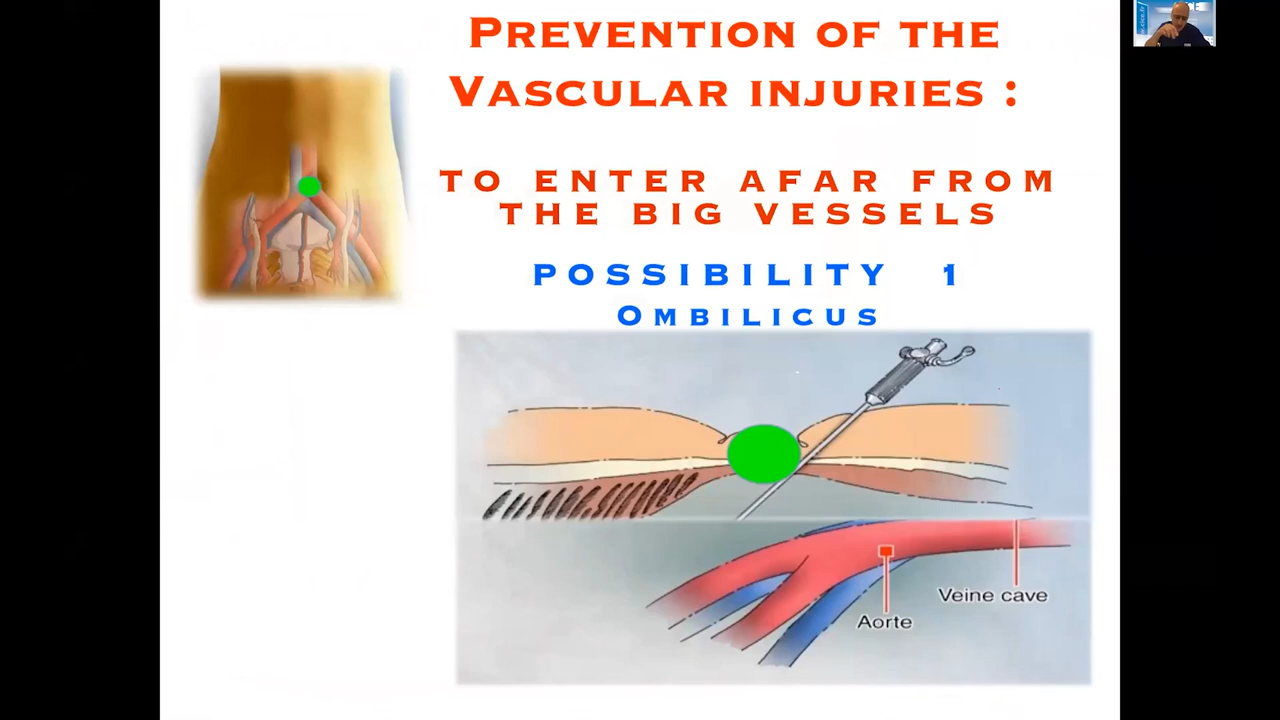 PREVENTION OF THE
VASCULAR INJURIES :
TO ENTER AFAR FROM
THE BIG VESSELS
POSSIBILITY 1
OMBILICUS
Veine cave
Aorte